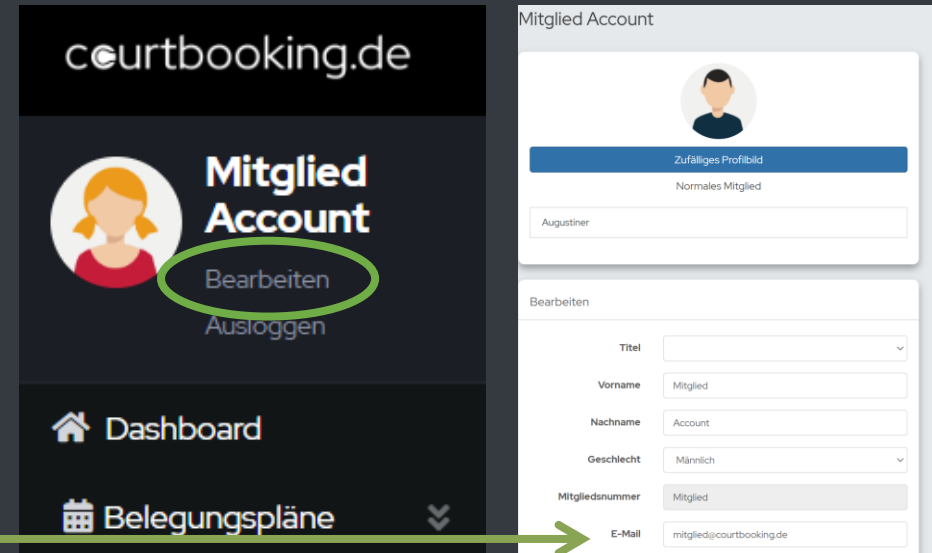 courtbooking.de
Mitglied
Account
Bearbeiten
Ausloggen
Dashboard
Belegungspläne
Mitglied Account
Zufälliges Profilbild
Normales Mitglied
Augustiner
Bearbeiten
Titel
Vorname Mitglied
Nachname Account
Geschlecht Männlich
Mitgliedsnummer Mitglied
E-Mail mitglied@courtbooking.de